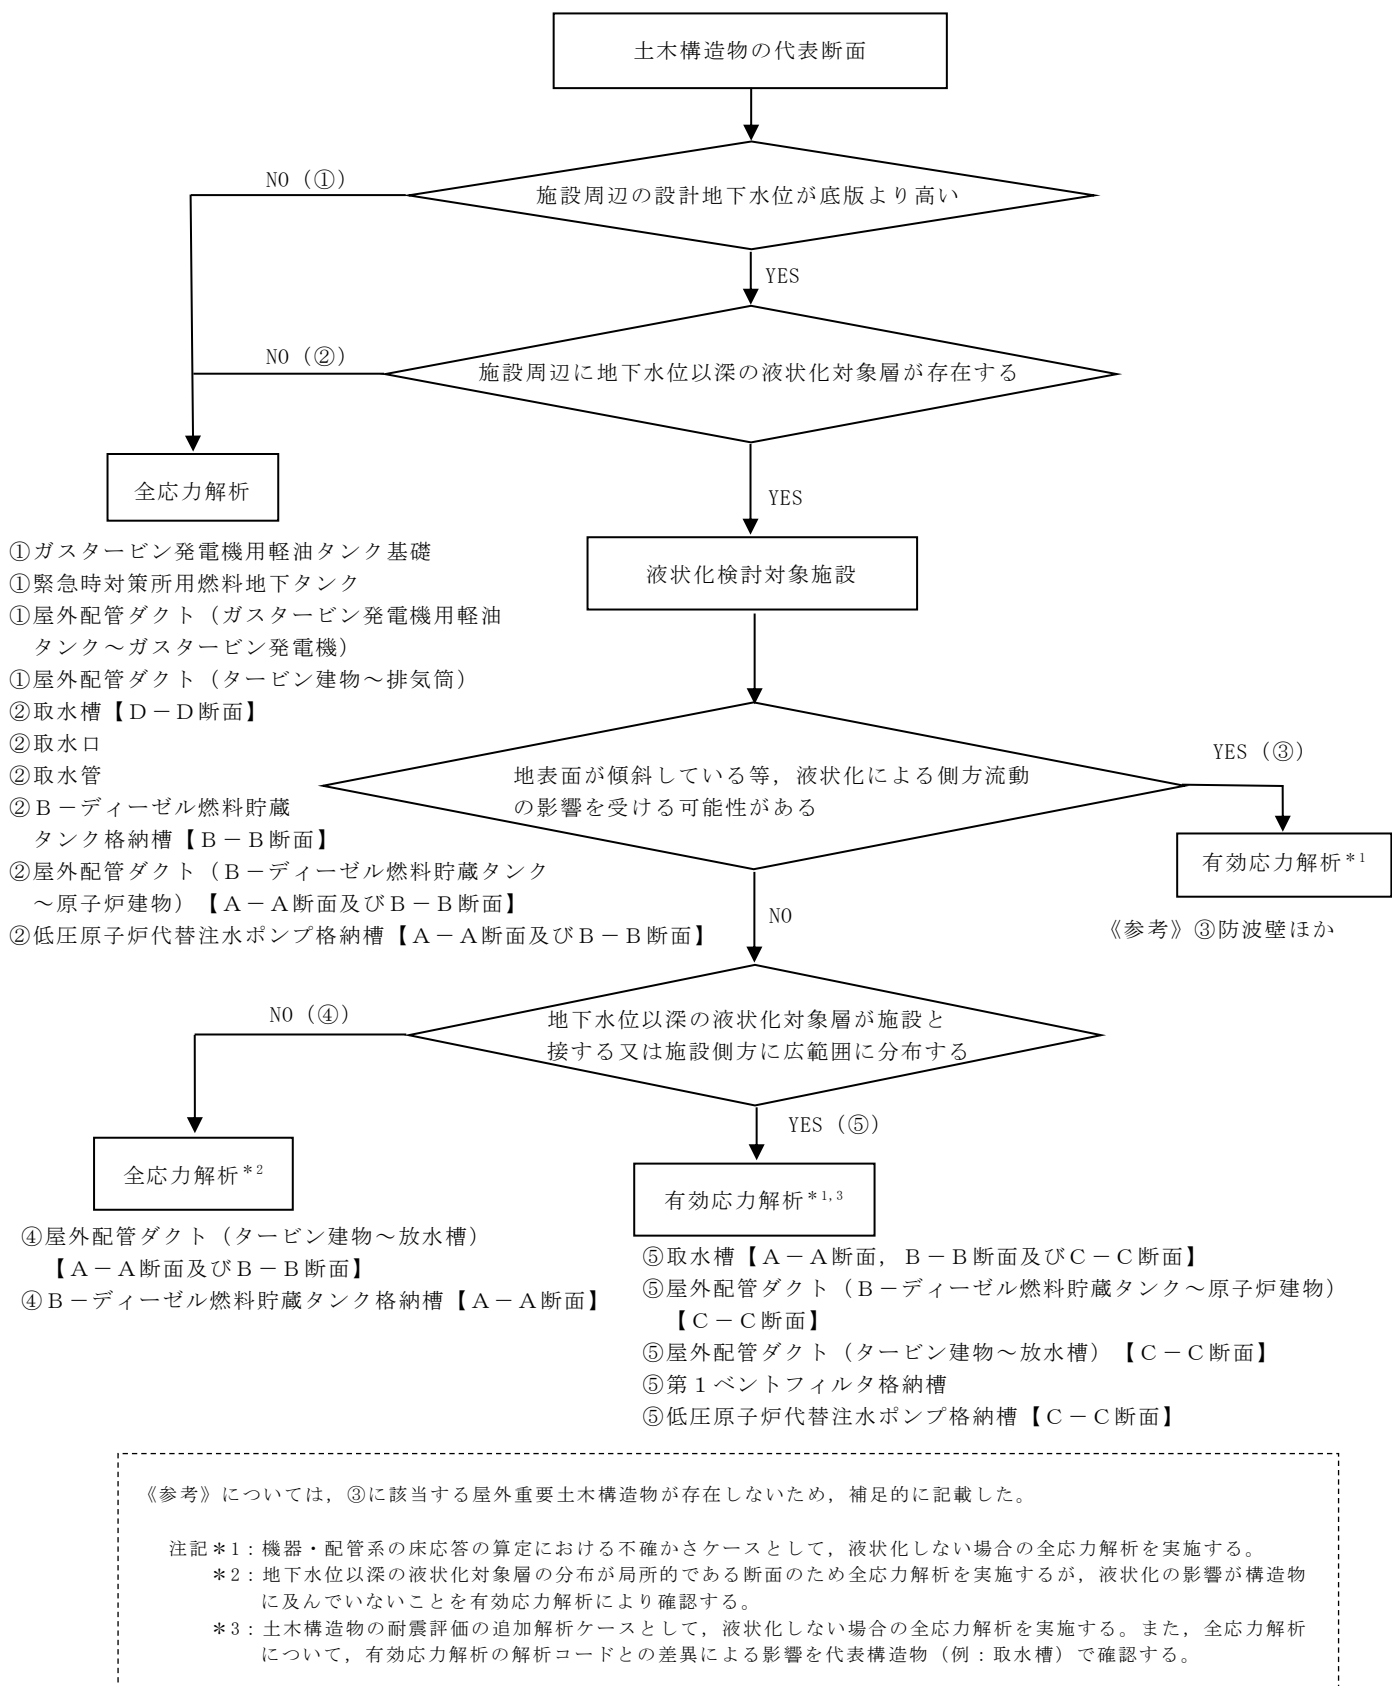 土木構造物の代表断面
NO（①）
施設周辺の設計地下水位が底版より高い
YES
NO（②）
施設周辺に地下水位以深の液状化対象層が存在する
YES
全応力解析
①ガスタービン発電機用軽油タンク基礎
①緊急時対策所用燃料地下タンク
①屋外配管ダクト（ガスタービン発電機用軽油
タンク～ガスタービン発電機）
①屋外配管ダクト（タービン建物～排気筒）
②取水槽【Ｄ－Ｄ断面】
②取水口
②取水管
②Ｂ－ディーゼル燃料貯蔵
タンク格納槽【Ｂ－Ｂ断面】
②屋外配管ダクト（Ｂ－ディーゼル燃料貯蔵タンク
～原子炉建物）【Ａ－Ａ断面及びＢ－Ｂ断面】
②低圧原子炉代替注水ポンプ格納槽【Ａ－Ａ断面及びＢ－Ｂ断面】
液状化検討対象施設
地表面が傾斜している等，液状化による側方流動
の影響を受ける可能性がある
YES（③）
有効応力解析＊1
《参考》③防波壁ほか
NO
地下水位以深の液状化対象層が施設と
接する又は施設側方に広範囲に分布する
NO（④）
YES（⑤）
全応力解析＊2
④屋外配管ダクト（タービン建物～放水槽）
【Ａ－Ａ断面及びＢ－Ｂ断面】
④Ｂ－ディーゼル燃料貯蔵タンク格納槽【Ａ－Ａ断面】
有効応力解析＊1,3
⑤取水槽【Ａ－Ａ断面，Ｂ－Ｂ断面及びＣ－Ｃ断面】
⑤屋外配管ダクト（Ｂ－ディーゼル燃料貯蔵タンク～原子炉建物）
【Ｃ－Ｃ断面】
⑤屋外配管ダクト（タービン建物～放水槽）【Ｃ－Ｃ断面】
⑤第１ベントフィルタ格納槽
⑤低圧原子炉代替注水ポンプ格納槽【Ｃ－Ｃ断面】
《参考》については，③に該当する屋外重要土木構造物が存在しないため，補足的に記載した。
注記＊1：機器・配管系の床応答の算定における不確かさケースとして，液状化しない場合の全応力解析を実施する。
＊2：地下水位以深の液状化対象層の分布が局所的である断面のため全応力解析を実施するが，液状化の影響が構造物
に及んでいないことを有効応力解析により確認する。
＊3：土木構造物の耐震評価の追加解析ケースとして，液状化しない場合の全応力解析を実施する。また，全応力解析
について，有効応力解析の解析コードとの差異による影響を代表構造物（例：取水槽）で確認する。